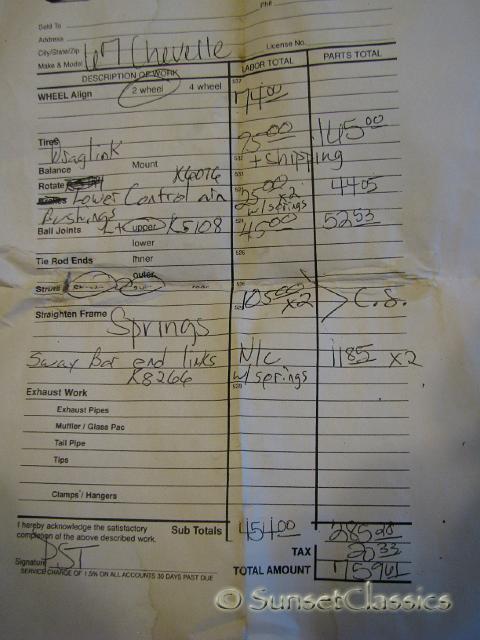 Phn
Sold To
Address
City/State/Zip License No.
Make & Model 67 Chevelle
DESCRIPTION OF WORK LABOR TOTAL PARTS TOTAL
WHEEL Align 2 wheel 4 wheel 74.00
Tires 25.00 145.00
Draglink + shipping
Balance Mount
Rotate K6076 25.00 x2 44.05
Lower Control arm w/springs
Bushings
Ball Joints L+R upper K5108 45.00 52.53
lower
Tie Rod Ends Inner
outer
Struts 105.00 x2 C.S.
Straighten Frame
Springs
Sway Bar end links N/C 11.85 x2
K8266 w/springs
Exhaust Work
Exhaust Pipes
Muffler / Glass Pac
Tail Pipe
Tips
Clamps / Hangers
I hereby acknowledge the satisfactory
completion of the above described work. Sub Totals 454.00
TAX 20.33
Signature PST
TOTAL AMOUNT 759.61
SERVICE CHARGE OF 1.5% ON ALL ACCOUNTS 30 DAYS PAST DUE
© SunsetClassics